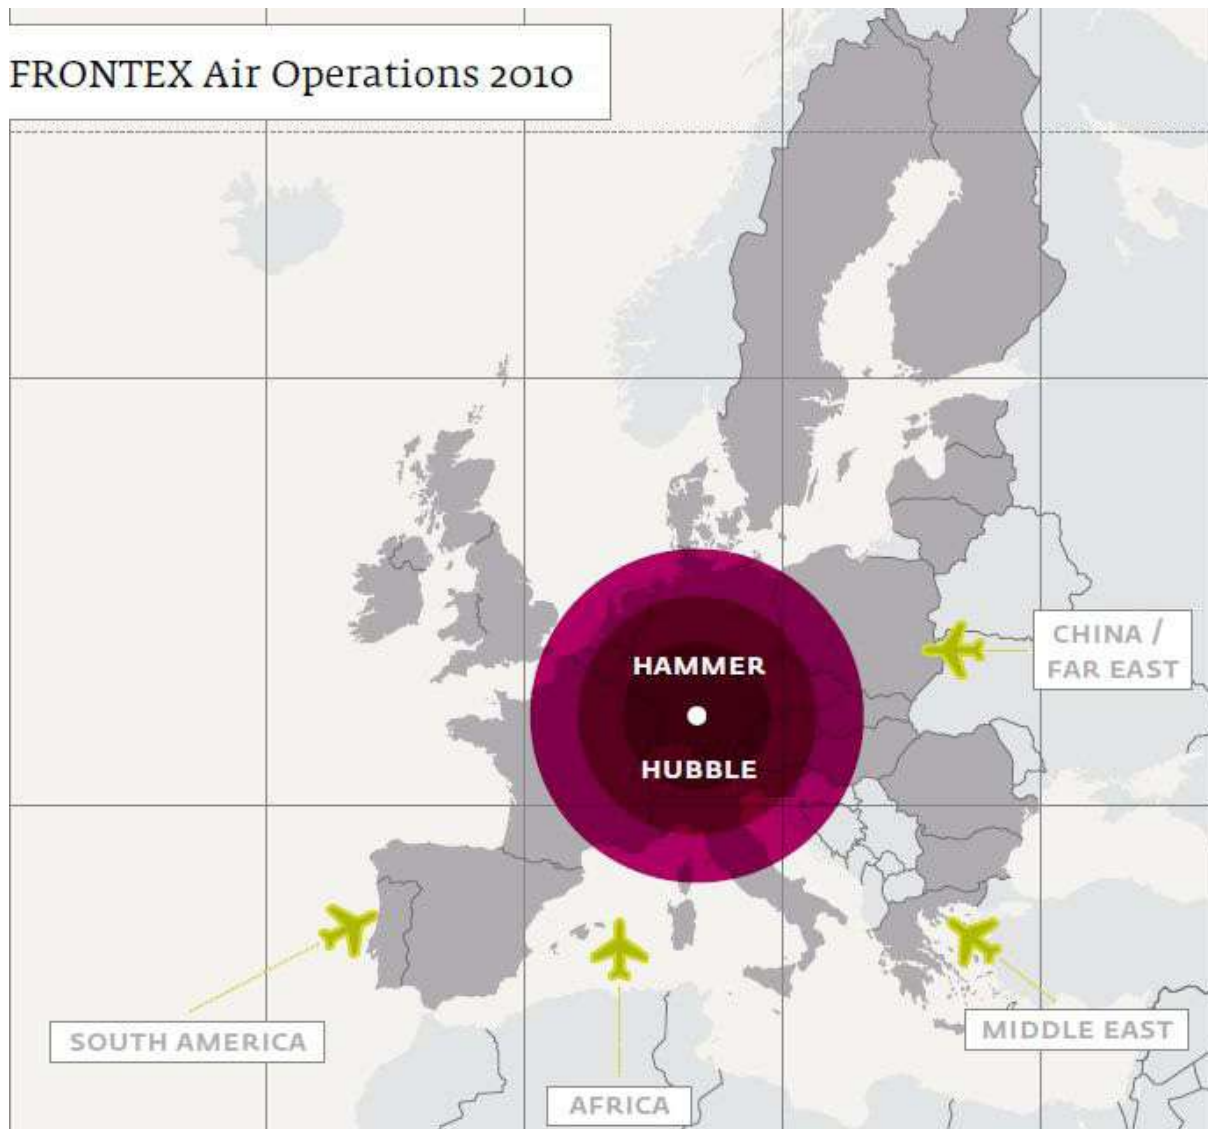 FRONTEX Air Operations 2010
HAMMER
HUBBLE
CHINA /
FAR EAST
SOUTH AMERICA
AFRICA
MIDDLE EAST